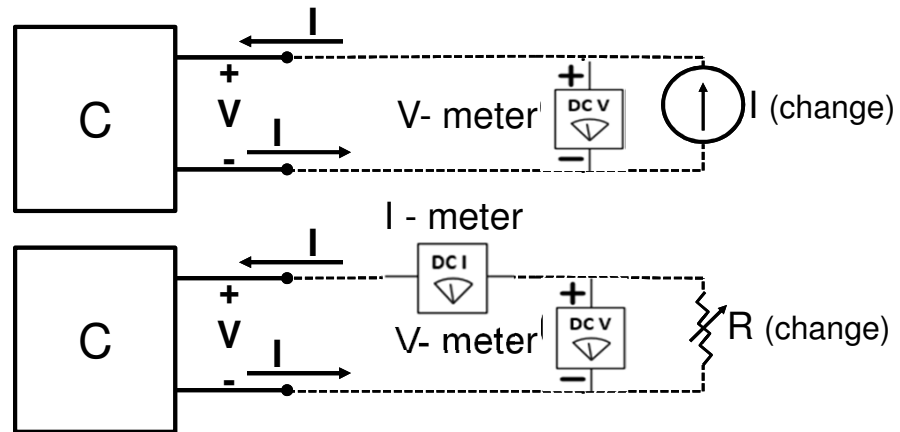 I
+
C
V
V- meter
+
DC V
I (change)
I
-
I - meter
I
DC I
+
C
V
V- meter
+
DC V
R (change)
I
-